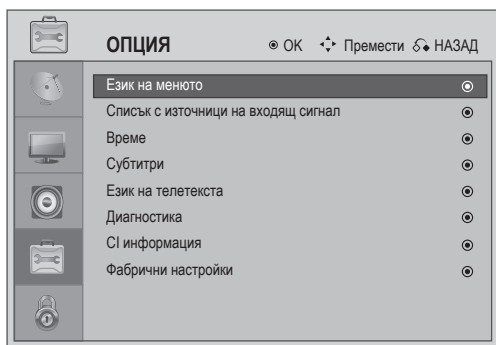 ОПЦИЯ OK Премести НАЗАД
Език на менюто
Списък с източници на входящ сигнал
Време
Субтитри
Език на телетекста
Диагностика
CI информация
Фабрични настройки